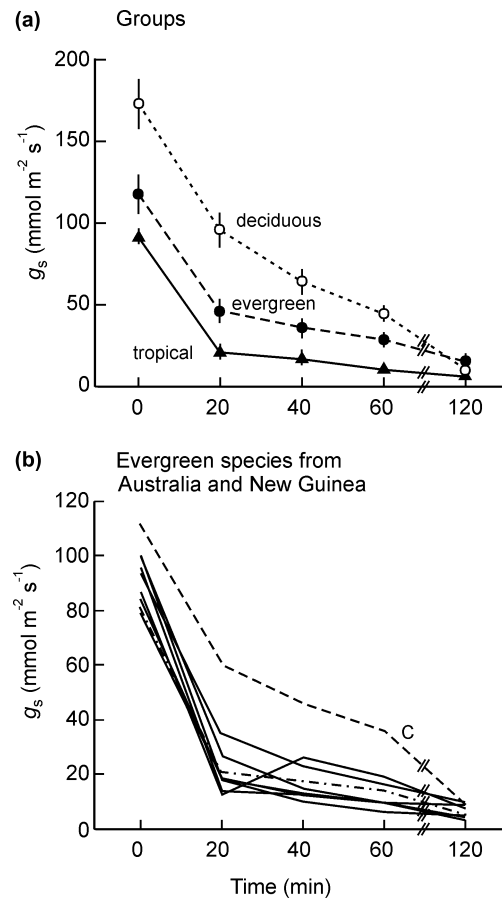 (a) Groups
200
150
100
50
0
gs (mmol m−2 s−1)
deciduous
evergreen
tropical
0 20 40 60 120
(b) Evergreen species from
Australia and New Guinea
120
100
80
60
40
20
0
gs (mmol m−2 s−1)
C
0 20 40 60 120
Time (min)